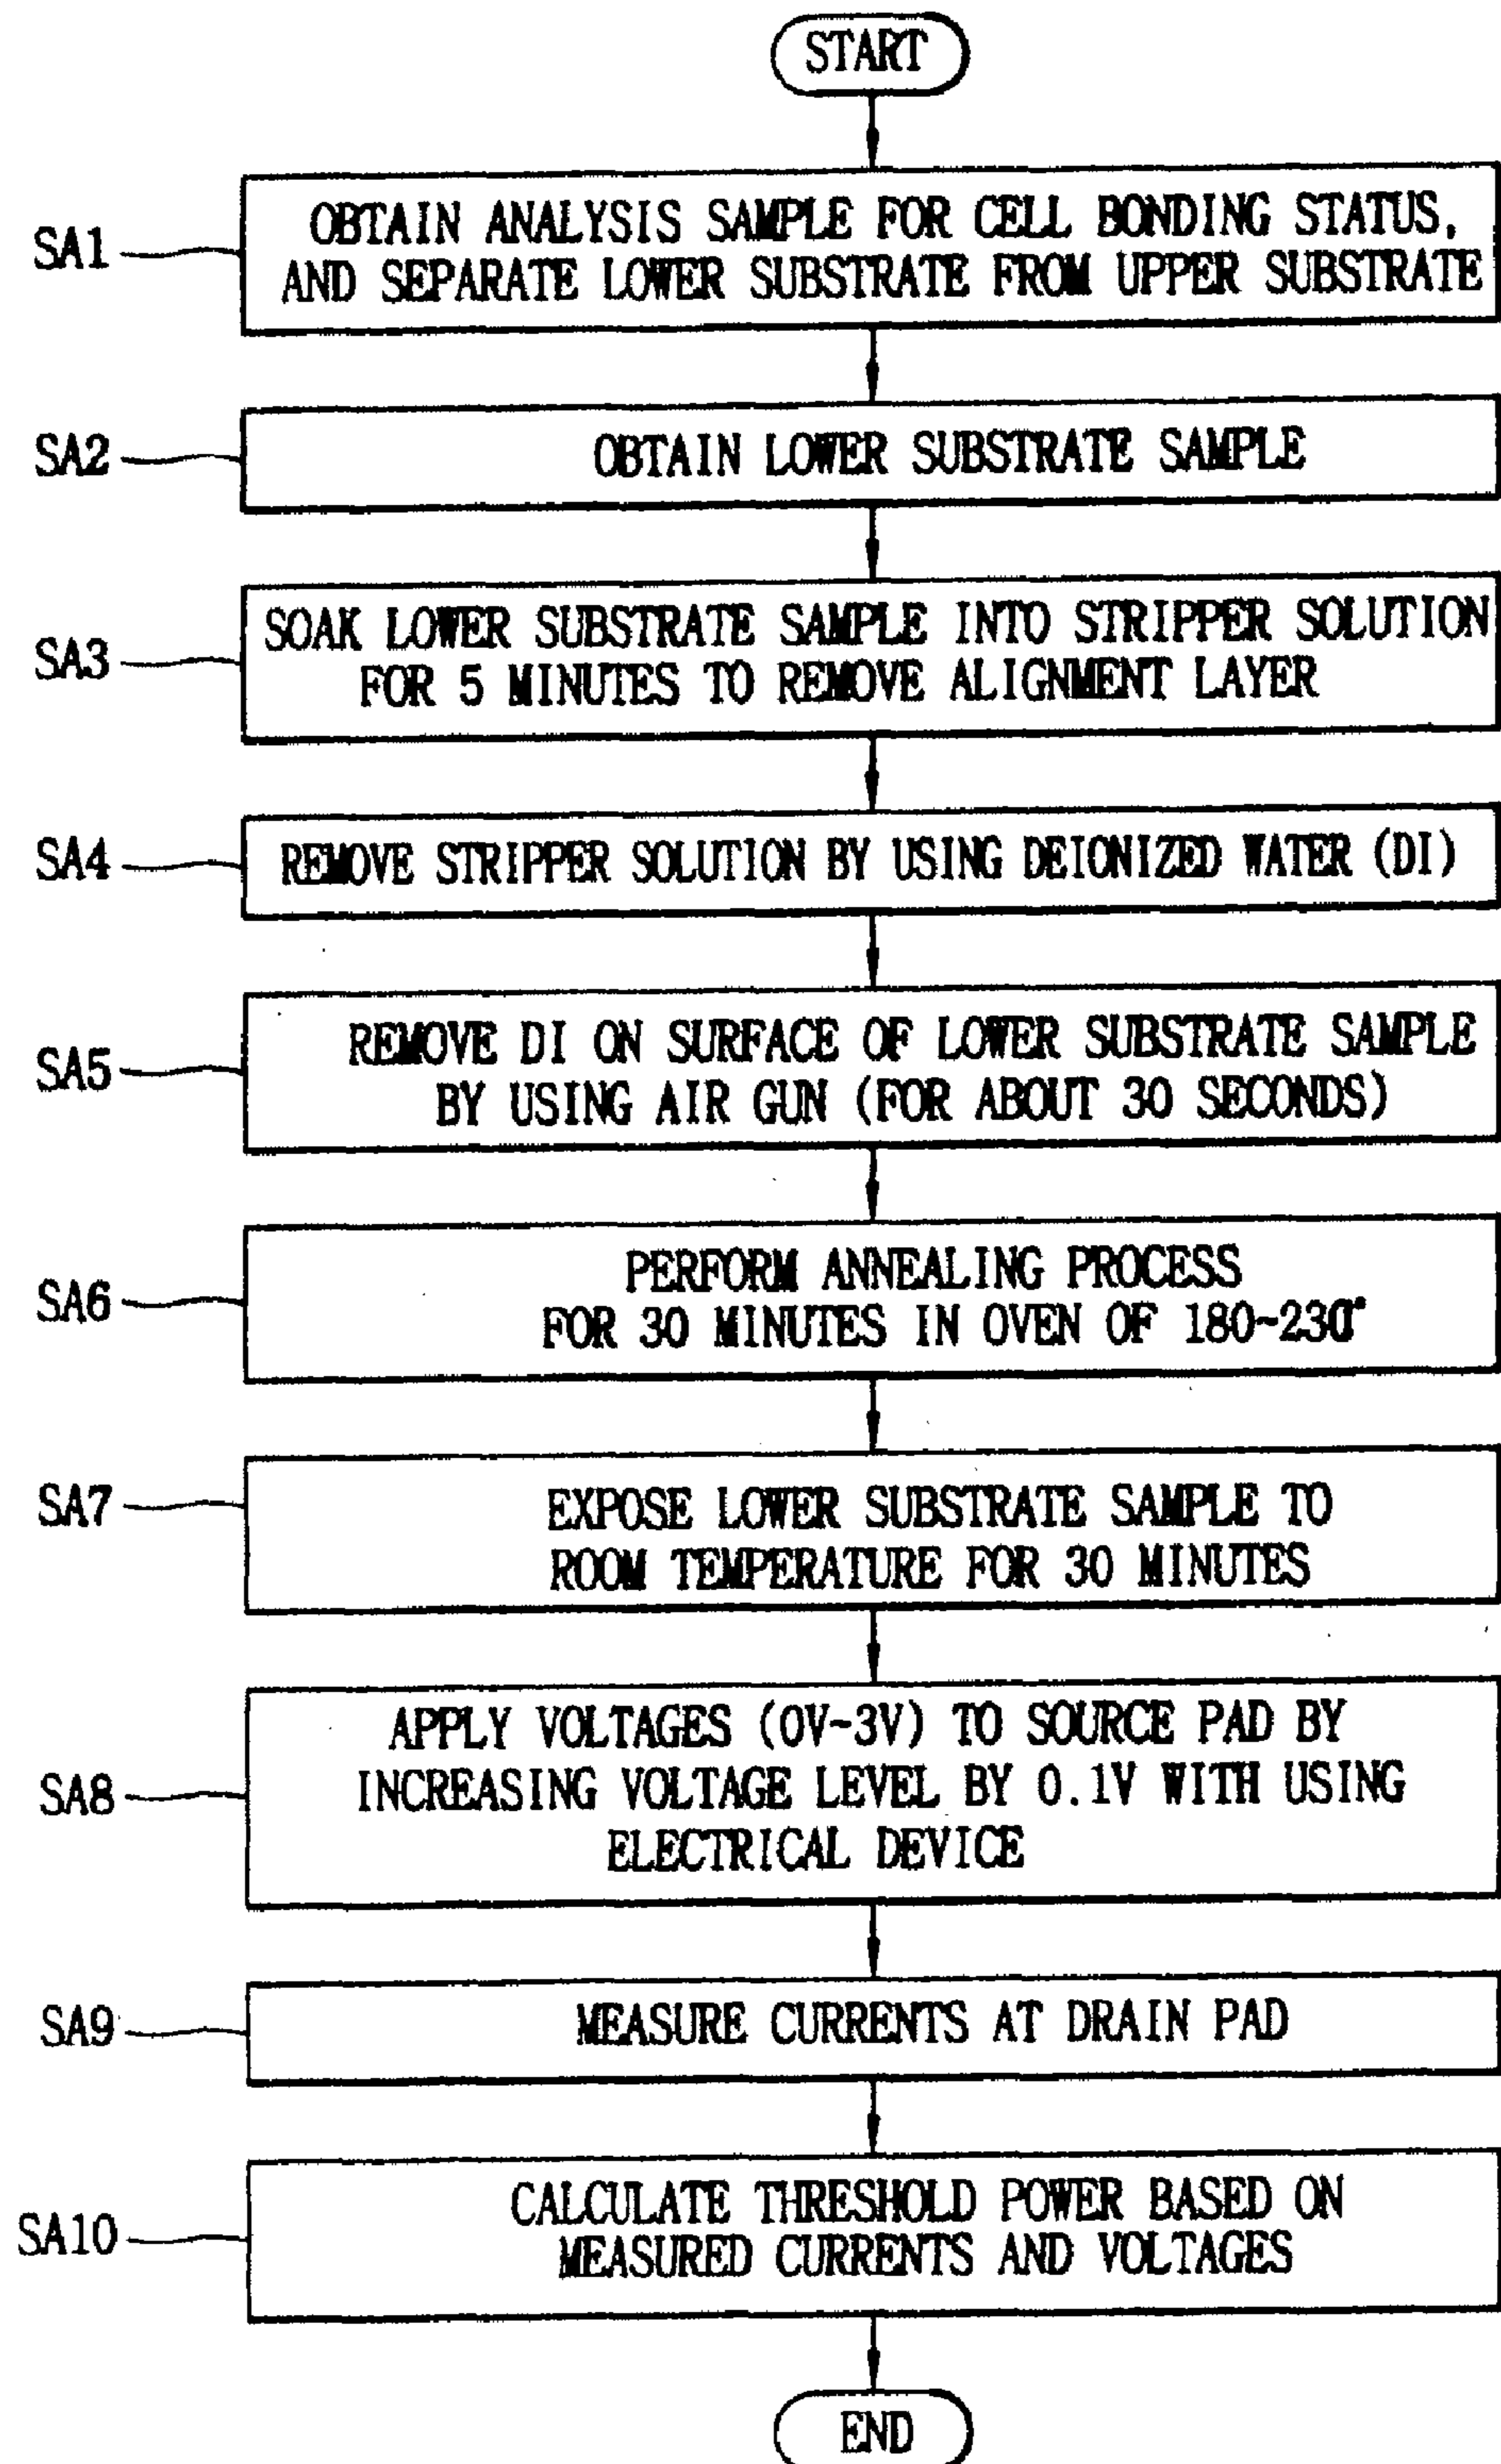 START
SA1
OBTAIN ANALYSIS SAMPLE FOR CELL BONDING STATUS,
AND SEPARATE LOWER SUBSTRATE FROM UPPER SUBSTRATE
SA2
OBTAIN LOWER SUBSTRATE SAMPLE
SA3
SOAK LOWER SUBSTRATE SAMPLE INTO STRIPPER SOLUTION
FOR 5 MINUTES TO REMOVE ALIGNMENT LAYER
SA4
REMOVE STRIPPER SOLUTION BY USING DEIONIZED WATER (DI)
SA5
REMOVE DI ON SURFACE OF LOWER SUBSTRATE SAMPLE
BY USING AIR GUN (FOR ABOUT 30 SECONDS)
SA6
PERFORM ANNEALING PROCESS
FOR 30 MINUTES IN OVEN OF 180~230°
SA7
EXPOSE LOWER SUBSTRATE SAMPLE TO
ROOM TEMPERATURE FOR 30 MINUTES
SA8
APPLY VOLTAGES (0V~3V) TO SOURCE PAD BY
INCREASING VOLTAGE LEVEL BY 0.1V WITH USING
ELECTRICAL DEVICE
SA9
MEASURE CURRENTS AT DRAIN PAD
SA10
CALCULATE THRESHOLD POWER BASED ON
MEASURED CURRENTS AND VOLTAGES
END